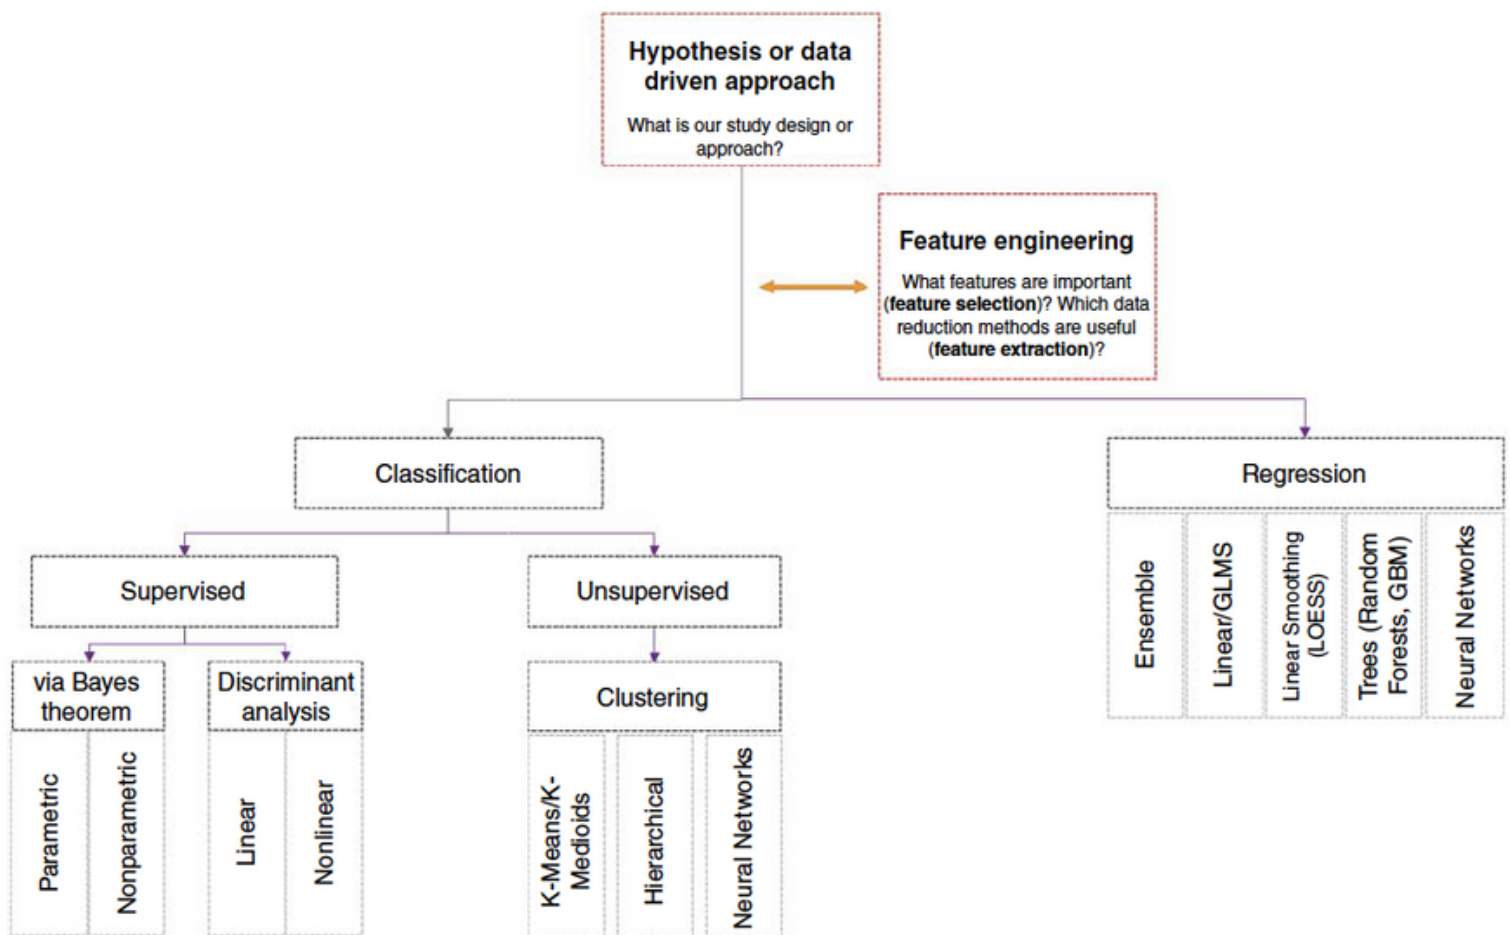 Hypothesis or data
driven approach
What is our study design or
approach?
Feature engineering
What features are important
(feature selection)? Which data
reduction methods are useful
(feature extraction)?
Classification
Regression
Supervised
Unsupervised
via Bayes
theorem
Discriminant
analysis
Clustering
Parametric
Nonparametric
Linear
Nonlinear
K-Means/K-
Medioids
Hierarchical
Neural Networks
Ensemble
Linear/GLMS
Linear Smoothing
(LOESS)
Trees (Random
Forests, GBM)
Neural Networks